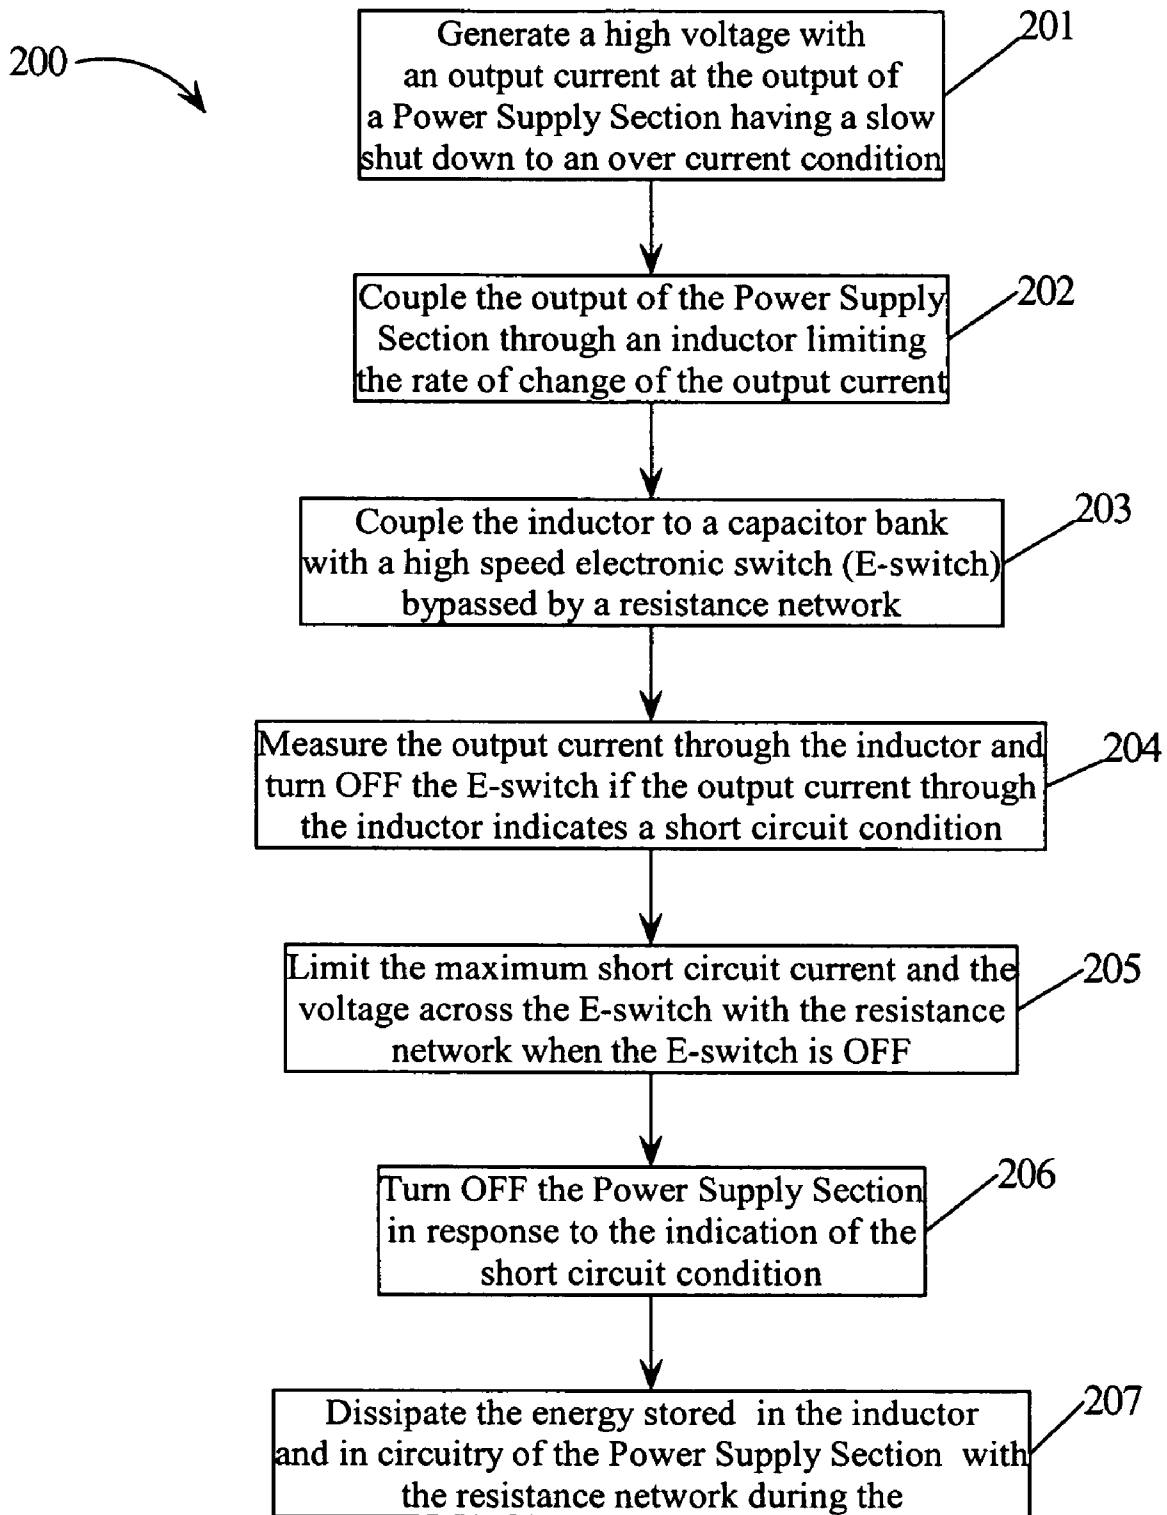 200
Generate a high voltage with
an output current at the output of
a Power Supply Section having a slow
shut down to an over current condition
201
Couple the output of the Power Supply
Section through an inductor limiting
the rate of change of the output current
202
Couple the inductor to a capacitor bank
with a high speed electronic switch (E-switch)
bypassed by a resistance network
203
Measure the output current through the inductor and
turn OFF the E-switch if the output current through
the inductor indicates a short circuit condition
204
Limit the maximum short circuit current and the
voltage across the E-switch with the resistance
network when the E-switch is OFF
205
Turn OFF the Power Supply Section
in response to the indication of the
short circuit condition
206
Dissipate the energy stored in the inductor
and in circuitry of the Power Supply Section with
the resistance network during the
207